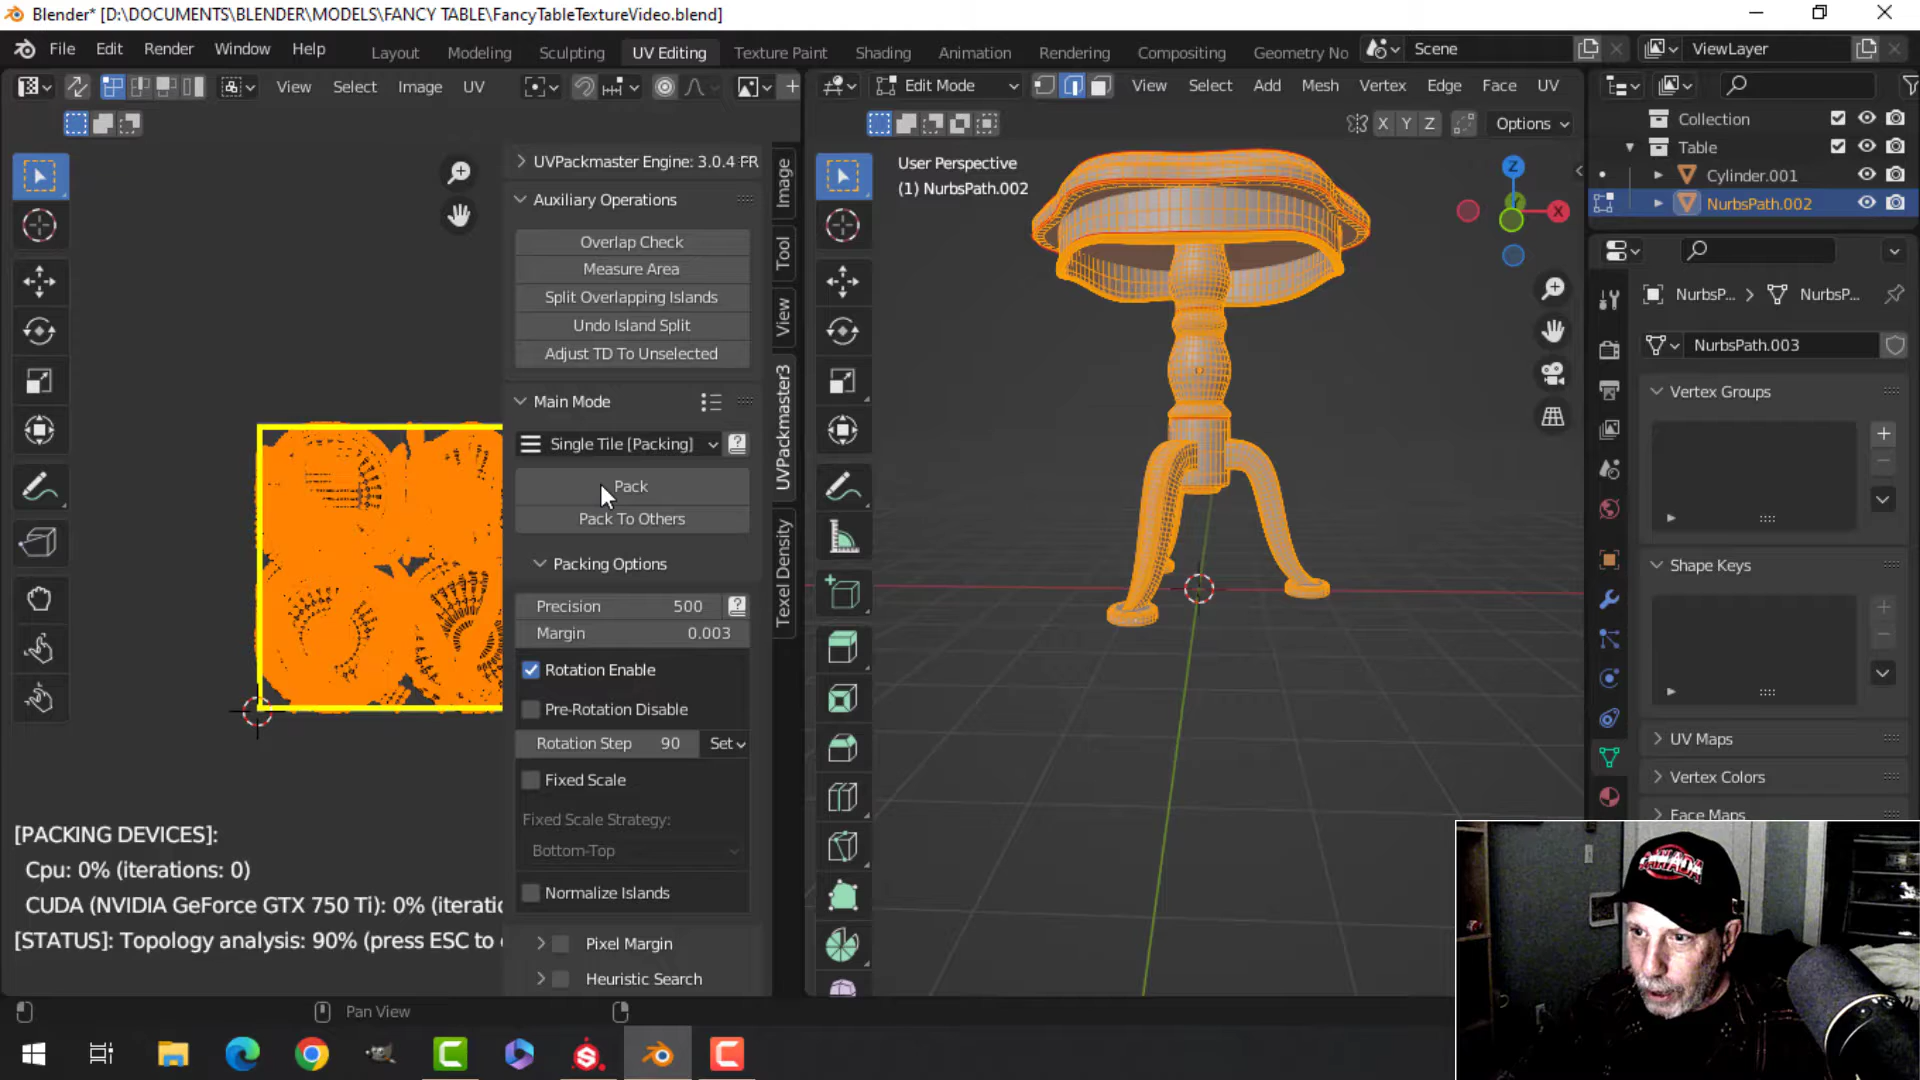 Blender* [D:\DOCUMENTS\BLENDER\MODELS\FANCY TABLE\FancyTableTextureVideo.blend]
File Edit Render Window Help Layout Modeling Sculpting UV Editing Texture Paint Shading Animation Rendering Compositing Geometry No Scene ViewLayer
View Select Image UV Edit Mode View Select Add Mesh Vertex Edge Face UV
X Y Z Options
Collection
Table
Cylinder.001
NurbsPath.002
UVPackmaster Engine: 3.0.4 FR
Auxiliary Operations
Overlap Check
Measure Area
Split Overlapping Islands
Undo Island Split
Adjust TD To Unselected
Main Mode
Single Tile [Packing]
Pack
Pack To Others
Packing Options
Precision 500
Margin 0.003
Rotation Enable
Pre-Rotation Disable
Rotation Step 90 Set
Fixed Scale
Fixed Scale Strategy:
Bottom-Top
Normalize Islands
Pixel Margin
Heuristic Search
Image
Tool
View
UVPackmaster3
Texel Density
[PACKING DEVICES]:
Cpu: 0% (iterations: 0)
CUDA (NVIDIA GeForce GTX 750 Ti): 0% (iteratio
[STATUS]: Topology analysis: 90% (press ESC to
User Perspective
(1) NurbsPath.002
Z
X
NurbsP... NurbsP...
NurbsPath.003
Vertex Groups
Shape Keys
UV Maps
Vertex Colors
Face Maps
Pan View
CANADA